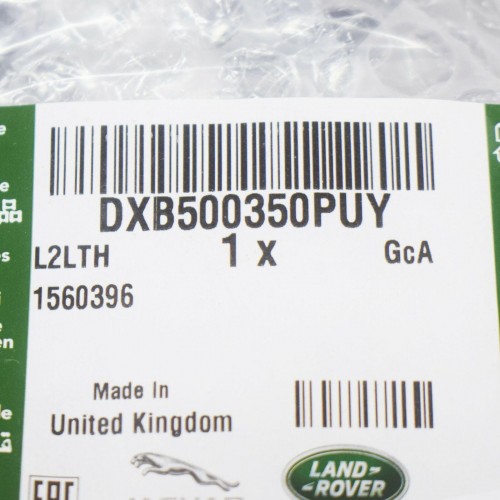 DXB500350PUY
L2LTH 1 x GcA
1560396
Made In
United Kingdom
LAND-
ROVER